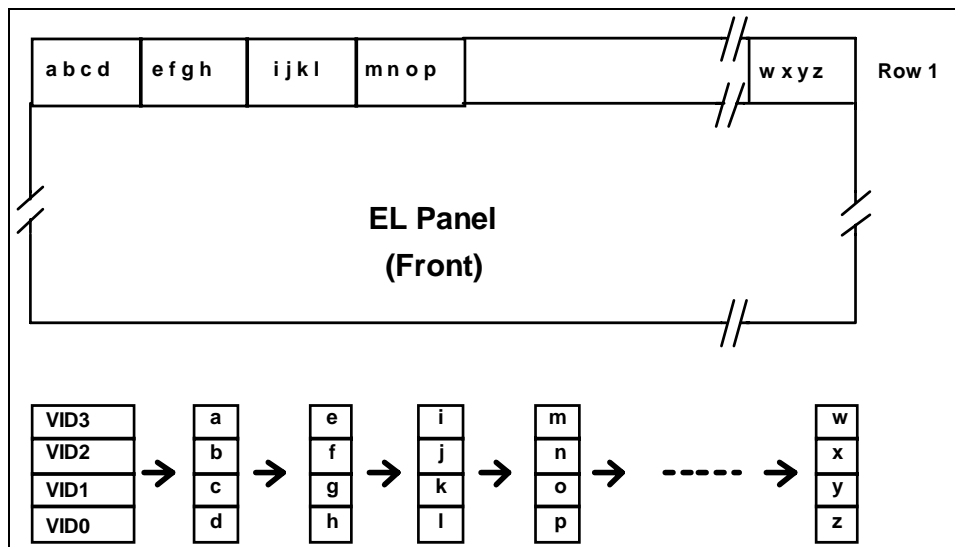 a b c d e f g h i j k l m n o p w x y z Row 1
EL Panel
(Front)
VID3 a e i m w
VID2 b f j n x
VID1 c g k o y
VID0 d h l p z